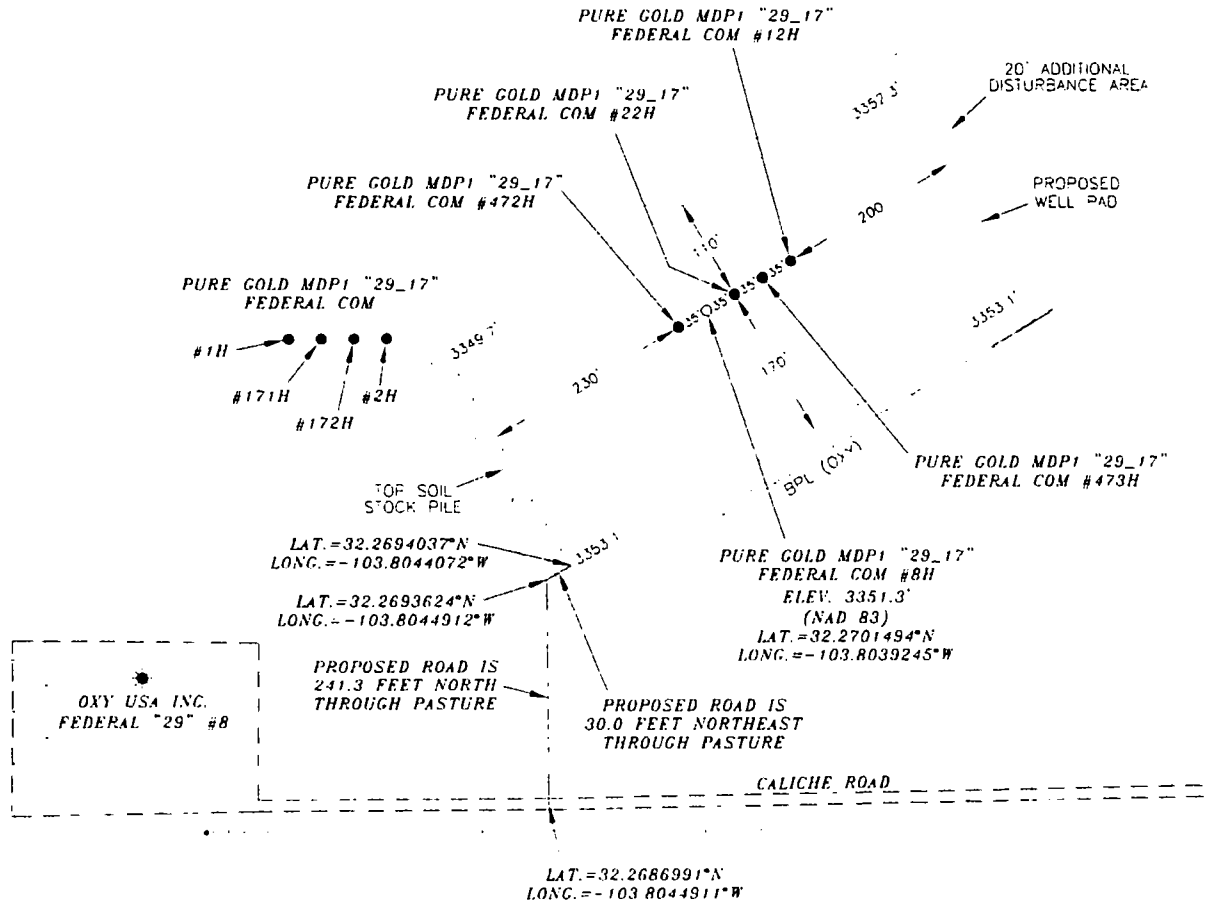 PURE GOLD MDP1 "29_17"
FEDERAL COM #12H
20' ADDITIONAL
DISTURBANCE AREA
PURE GOLD MDP1 "29_17"
FEDERAL COM #22H
3352.3'
PURE GOLD MDP1 "29_17"
FEDERAL COM #472H
PROPOSED
WELL PAD
200
110'
35'
35'
35'
35'
PURE GOLD MDP1 "29_17"
FEDERAL COM
#1H
#171H
#172H
#2H
3349.7'
3353.1'
230'
170'
BPL (OXY)
PURE GOLD MDP1 "29_17"
FEDERAL COM #473H
TOP SOIL
STOCK PILE
LAT.=32.2694037°N
LONG.=-103.8044072°W
3353.1
LAT.=32.2693624°N
LONG.=-103.8044912°W
PURE GOLD MDP1 "29_17"
FEDERAL COM #8H
ELEV. 3351.3'
(NAD 83)
LAT.=32.2701494°N
LONG.=-103.8039245°W
OXY USA INC.
FEDERAL "29" #8
PROPOSED ROAD IS
241.3 FEET NORTH
THROUGH PASTURE
PROPOSED ROAD IS
30.0 FEET NORTHEAST
THROUGH PASTURE
CALICHE ROAD
LAT.=32.2686991°N
LONG.=-103.8044911°W